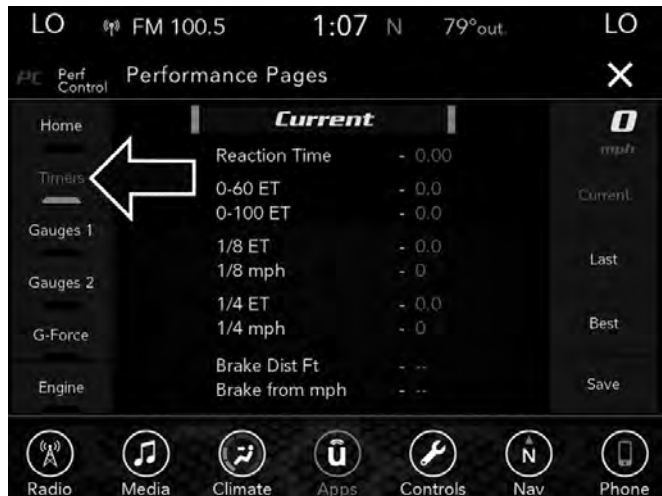 LO FM 100.5 1:07 N 79°out LO
PC Perf Control Performance Pages X
Current
Home
Timers
Gauges 1
Gauges 2
G-Force
Engine
Reaction Time - 0.00
0-60 ET - 0.0
0-100 ET - 0.0
1/8 ET - 0.0
1/8 mph - 0
1/4 ET - 0.0
1/4 mph - 0
Brake Dist Ft - --
Brake from mph - --
0
mph
Current
Last
Best
Save
Radio Media Climate Apps Controls Nav Phone